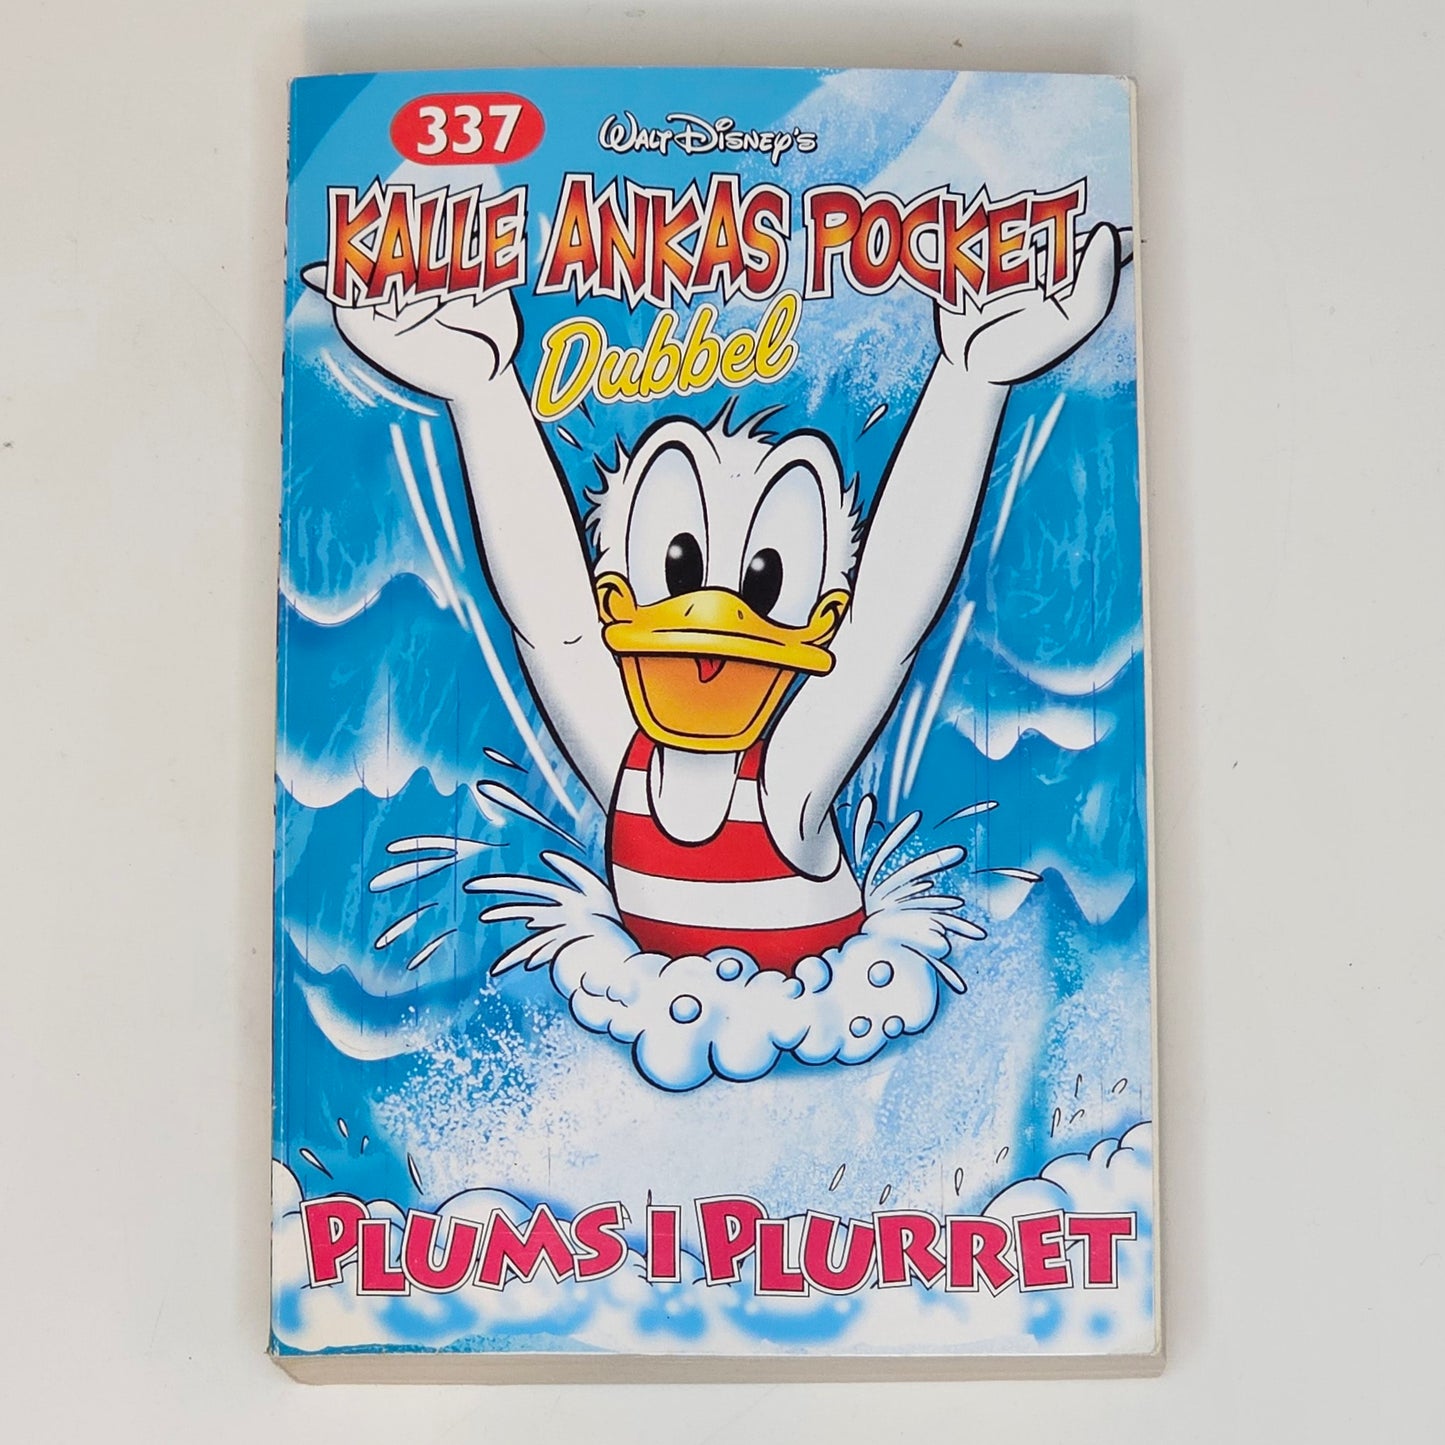 337
WALT DISNEY'S
KALLE ANKAS POCKET
Dubbel
PLUMS I PLURRET